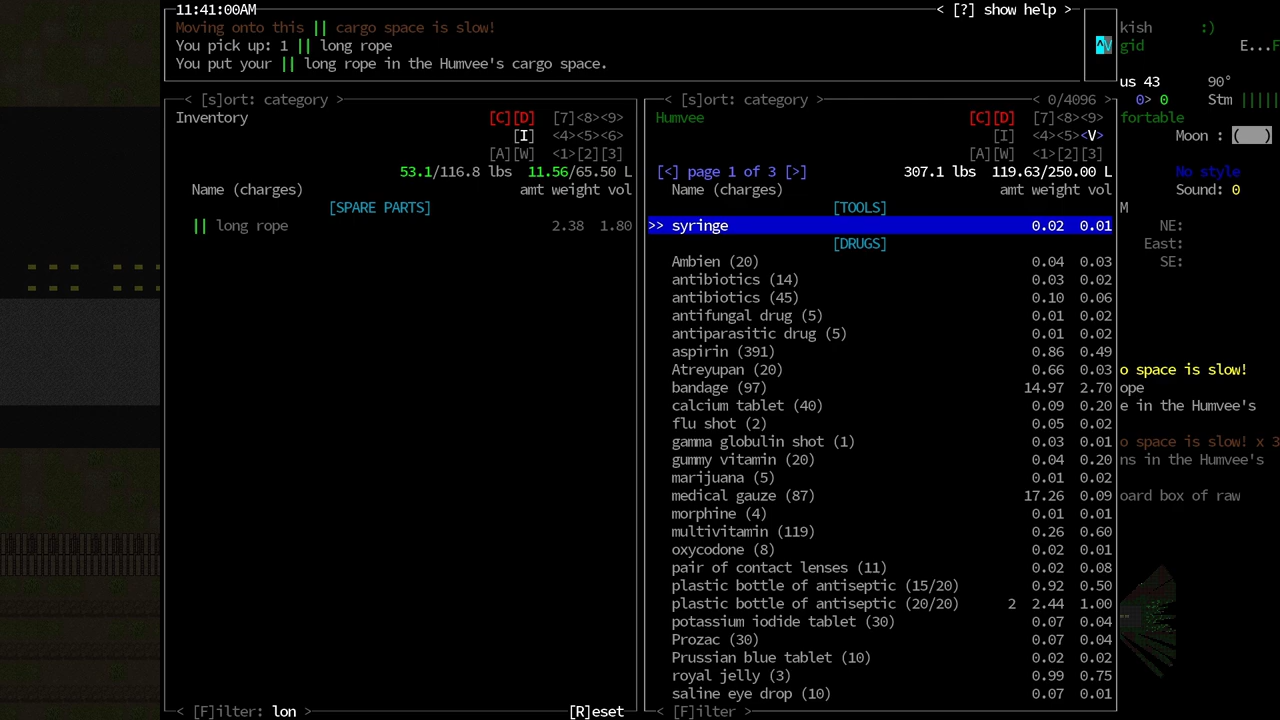 11:41:00AM < [?] show help >
Moving onto this || cargo space is slow!
You pick up: 1 || long rope
You put your || long rope in the Humvee's cargo space.
^V
kish :)
gid E...F
us 43 90°
0> 0 Stm |||||
fortable
Moon : ( )
No style
Sound: 0
M
NE:
East:
SE:
o space is slow!
ope
e in the Humvee's
o space is slow! x 3
ns in the Humvee's
oard box of raw
< [s]ort: category >
Inventory [C][D] [7]<8><9>
[I] <4><5><6>
[A][W] <1>[2][3]
53.1/116.8 lbs 11.56/65.50 L
Name (charges) amt weight vol
[SPARE PARTS]
|| long rope 2.38 1.80
< [F]ilter: lon > [R]eset
< [s]ort: category > < 0/4096 >
Humvee [C][D] [7]<8><9>
[I] <4><5><V>
[A][W] <1>[2][3]
[<] page 1 of 3 [>] 307.1 lbs 119.63/250.00 L
Name (charges) amt weight vol
[TOOLS]
>> syringe 0.02 0.01
[DRUGS]
Ambien (20) 0.04 0.03
antibiotics (14) 0.03 0.02
antibiotics (45) 0.10 0.06
antifungal drug (5) 0.01 0.02
antiparasitic drug (5) 0.01 0.02
aspirin (391) 0.86 0.49
Atreyupan (20) 0.66 0.03
bandage (97) 14.97 2.70
calcium tablet (40) 0.09 0.20
flu shot (2) 0.05 0.02
gamma globulin shot (1) 0.03 0.01
gummy vitamin (20) 0.04 0.20
marijuana (5) 0.01 0.02
medical gauze (87) 17.26 0.09
morphine (4) 0.01 0.01
multivitamin (119) 0.26 0.60
oxycodone (8) 0.02 0.01
pair of contact lenses (11) 0.02 0.08
plastic bottle of antiseptic (15/20) 0.92 0.50
plastic bottle of antiseptic (20/20) 2 2.44 1.00
potassium iodide tablet (30) 0.07 0.04
Prozac (30) 0.07 0.04
Prussian blue tablet (10) 0.02 0.02
royal jelly (3) 0.99 0.75
saline eye drop (10) 0.07 0.01
< [F]ilter >